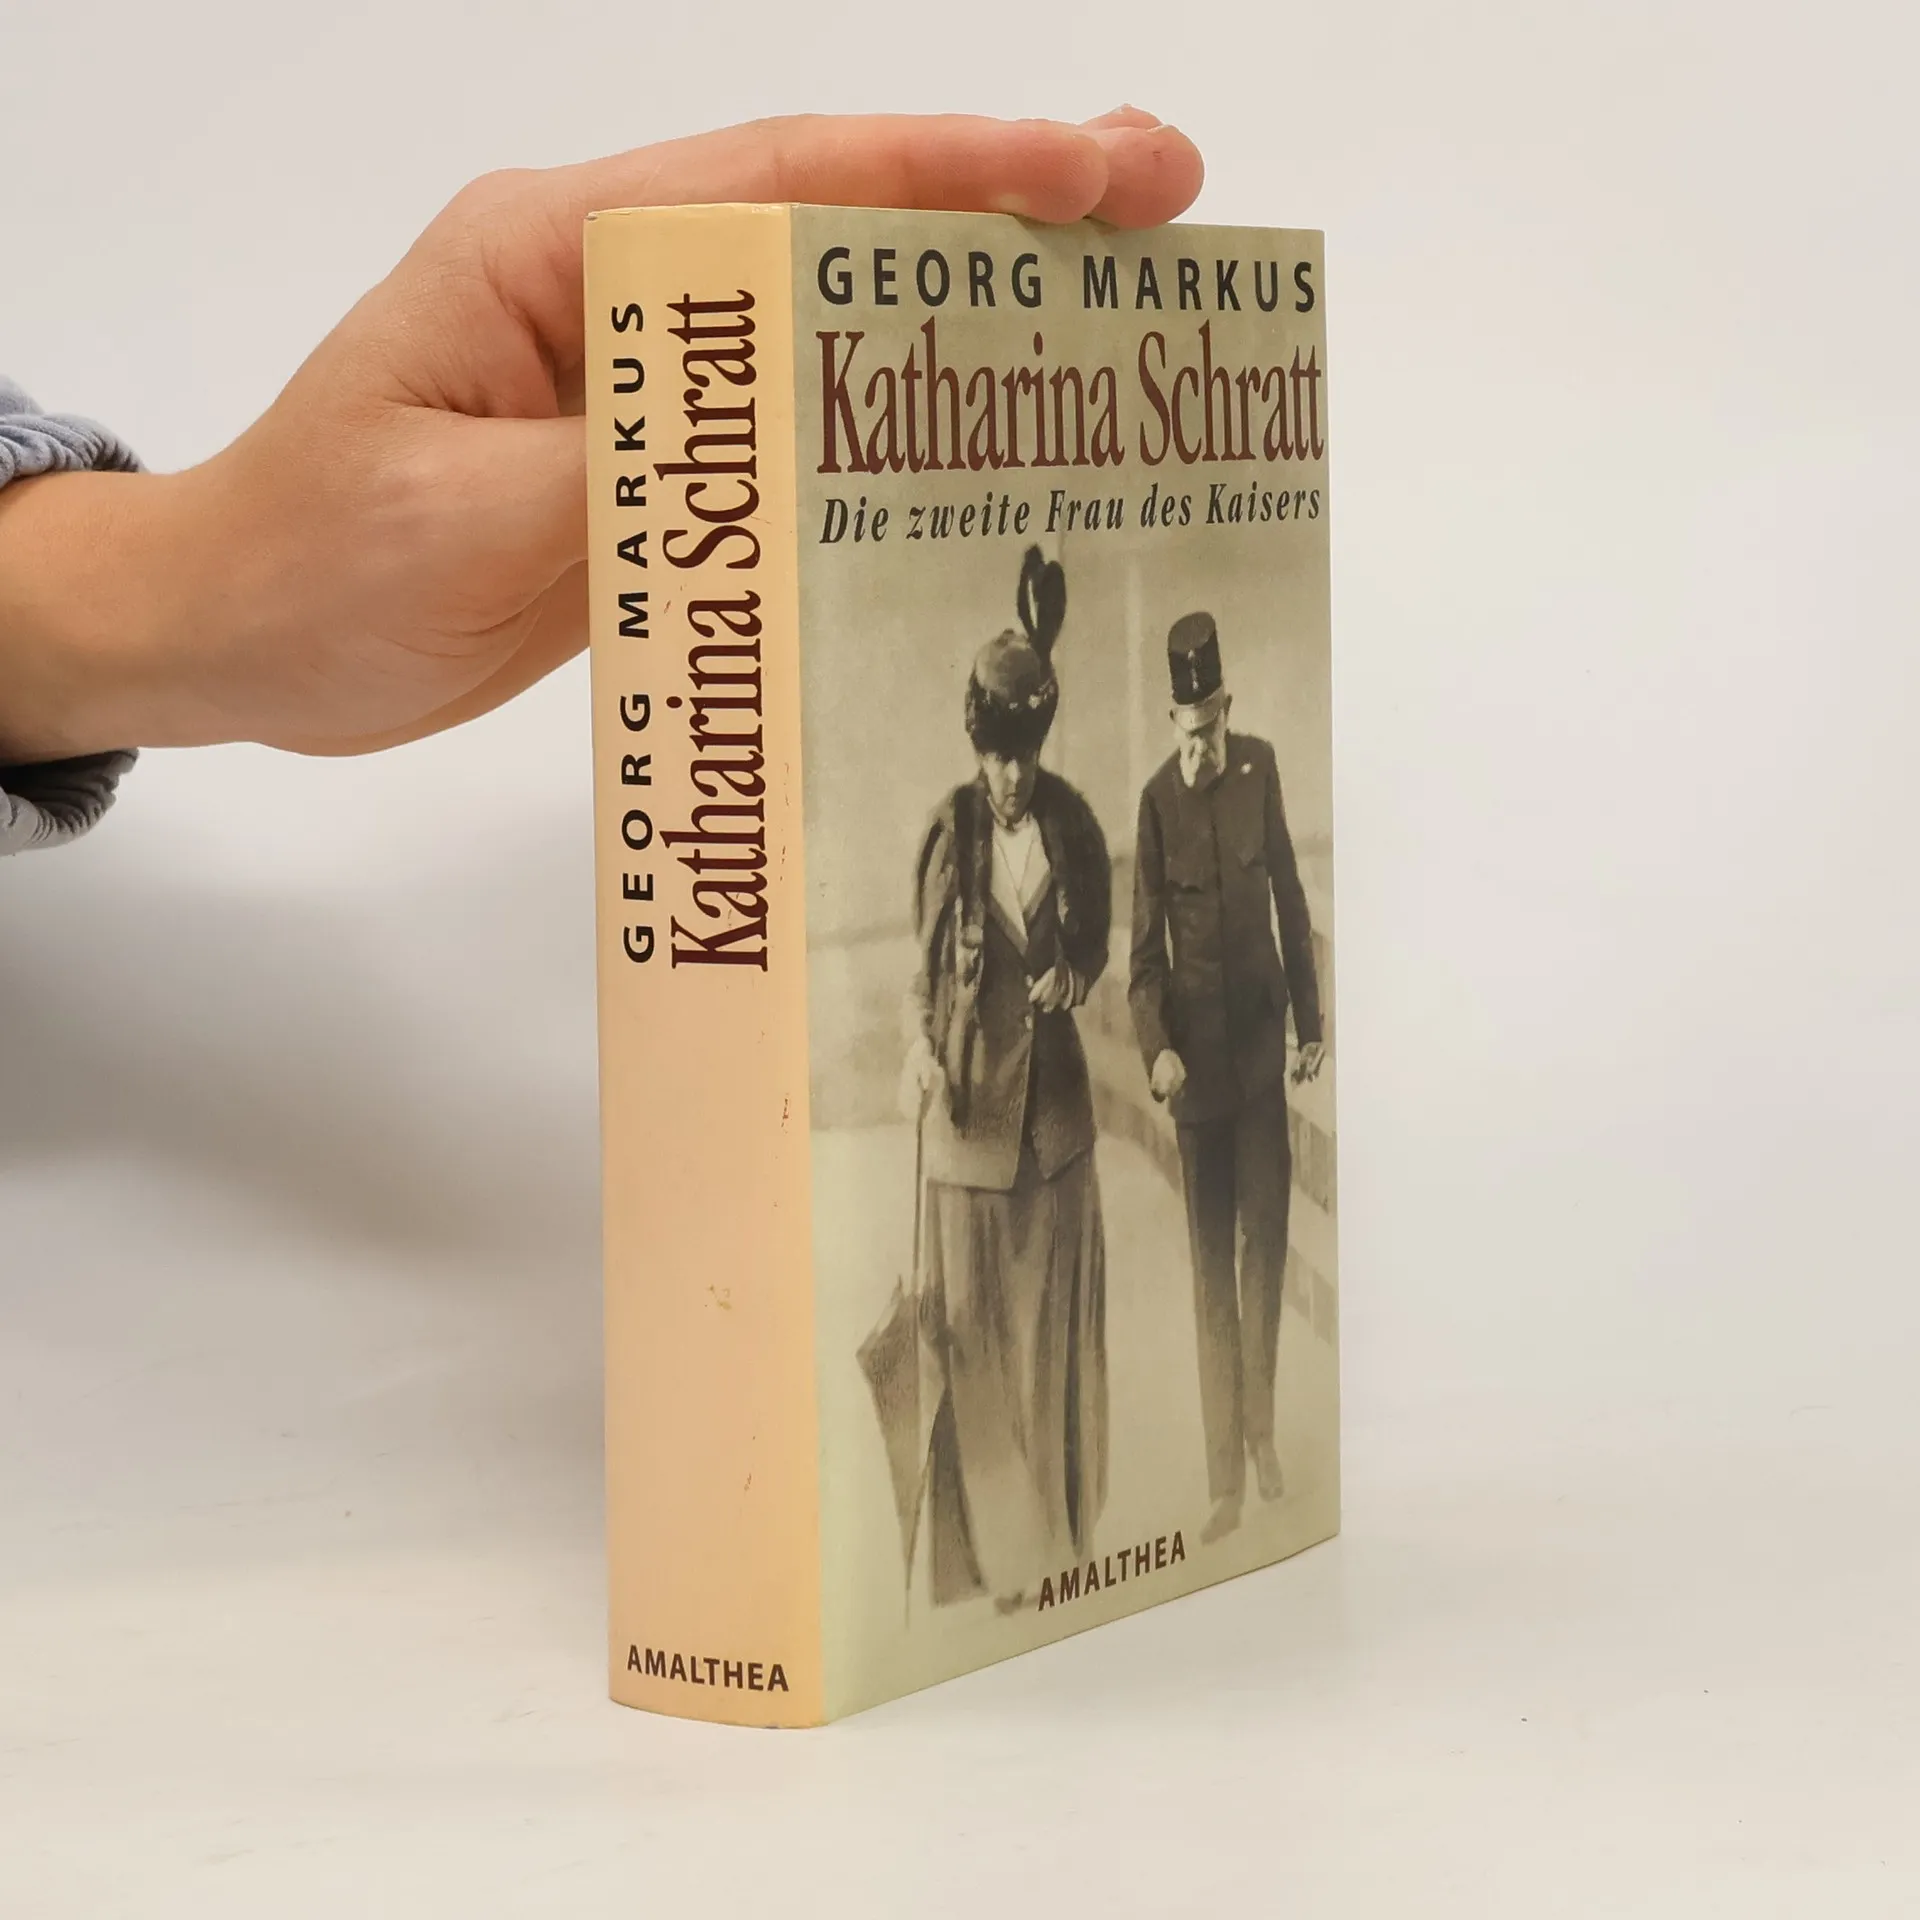 GEORG MARKUS
Katharina Schratt
AMALTHEA
GEORG MARKUS
Katharina Schratt
Die zweite Frau des Kaisers
AMALTHEA